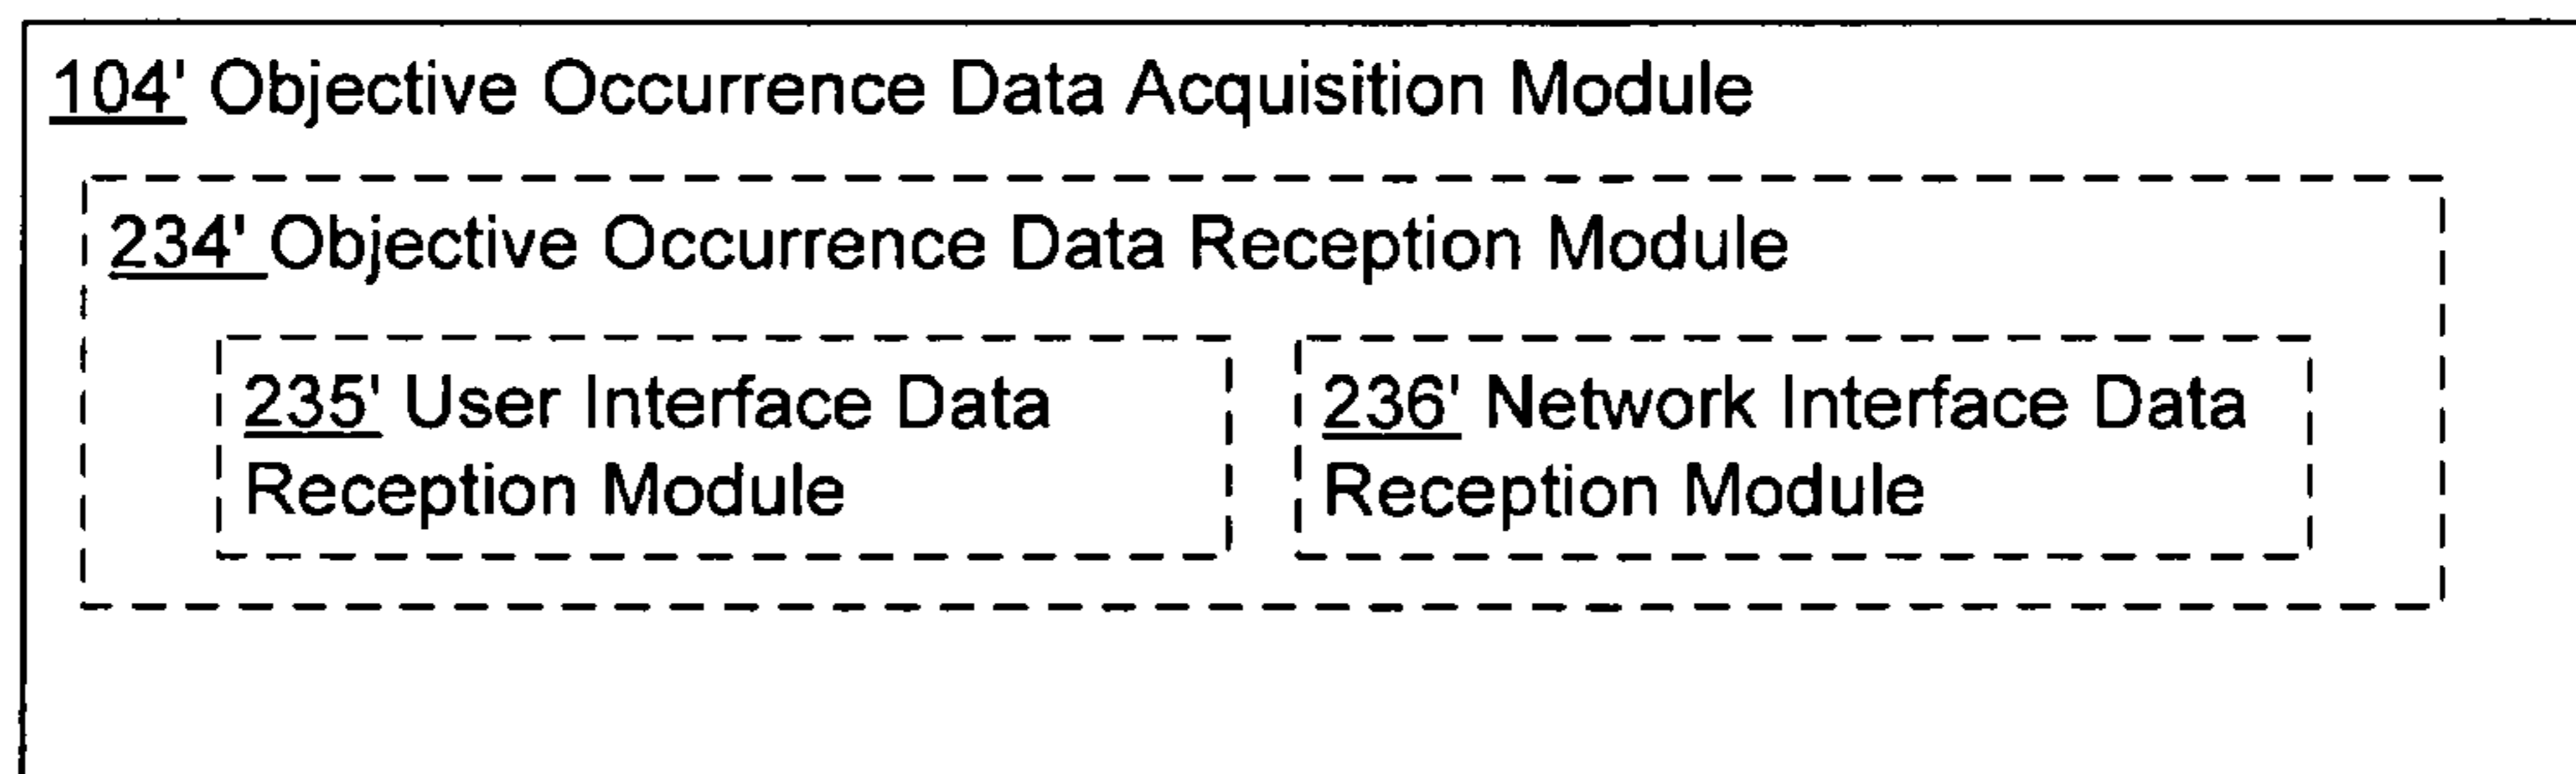 104' Objective Occurrence Data Acquisition Module
234' Objective Occurrence Data Reception Module
235' User Interface Data
Reception Module
236' Network Interface Data
Reception Module